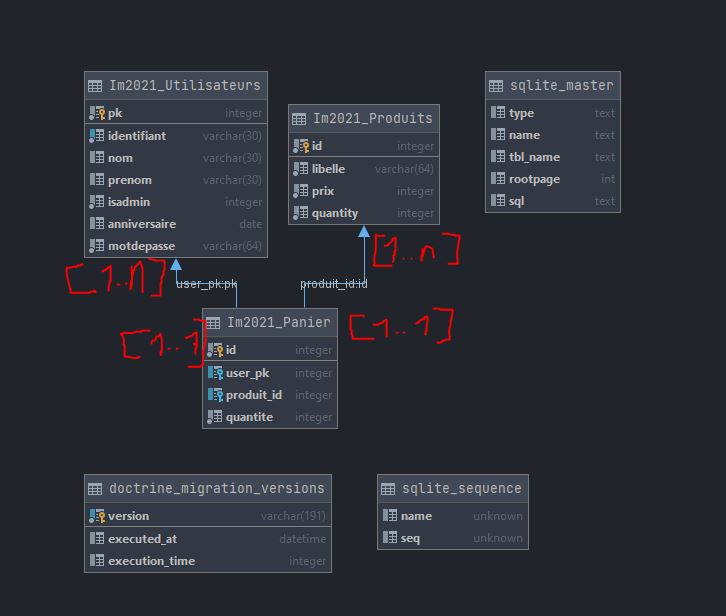 Im2021_Utilisateurs
pk integer
identifiant varchar(30)
nom varchar(30)
prenom varchar(30)
isadmin integer
anniversaire date
motdepasse varchar(64)
Im2021_Produits
id integer
libelle varchar(64)
prix integer
quantity integer
sqlite_master
type text
name text
tbl_name text
rootpage int
sql text
[1..n]
[1..n]
user_pk:pk
produit_id:id
[1..1]
[1..1]
Im2021_Panier
id integer
user_pk integer
produit_id integer
quantite integer
doctrine_migration_versions
version varchar(191)
executed_at datetime
execution_time integer
sqlite_sequence
name unknown
seq unknown